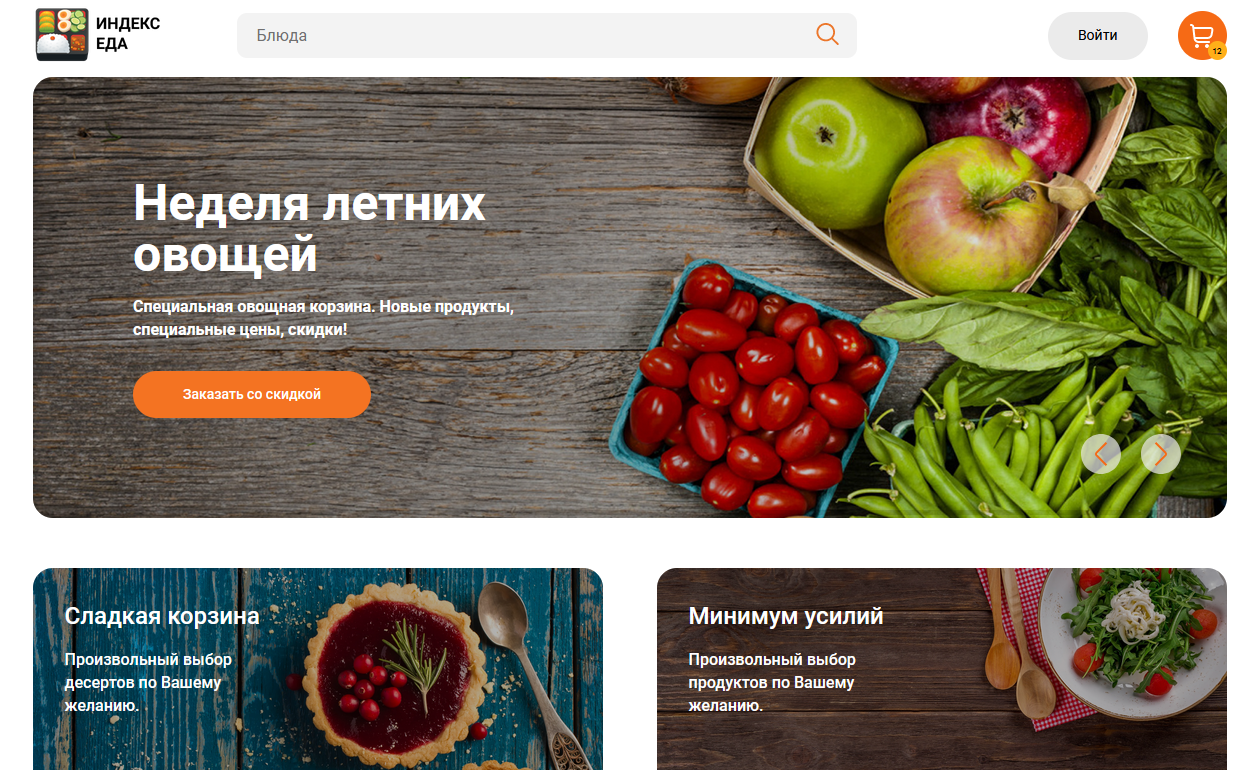 ИНДЕКС
ЕДА
Блюда
Войти
12
Неделя летних
овощей
Специальная овощная корзина. Новые продукты,
специальные цены, скидки!
Заказать со скидкой
Сладкая корзина
Произвольный выбор
десертов по Вашему
желанию.
Минимум усилий
Произвольный выбор
продуктов по Вашему
желанию.